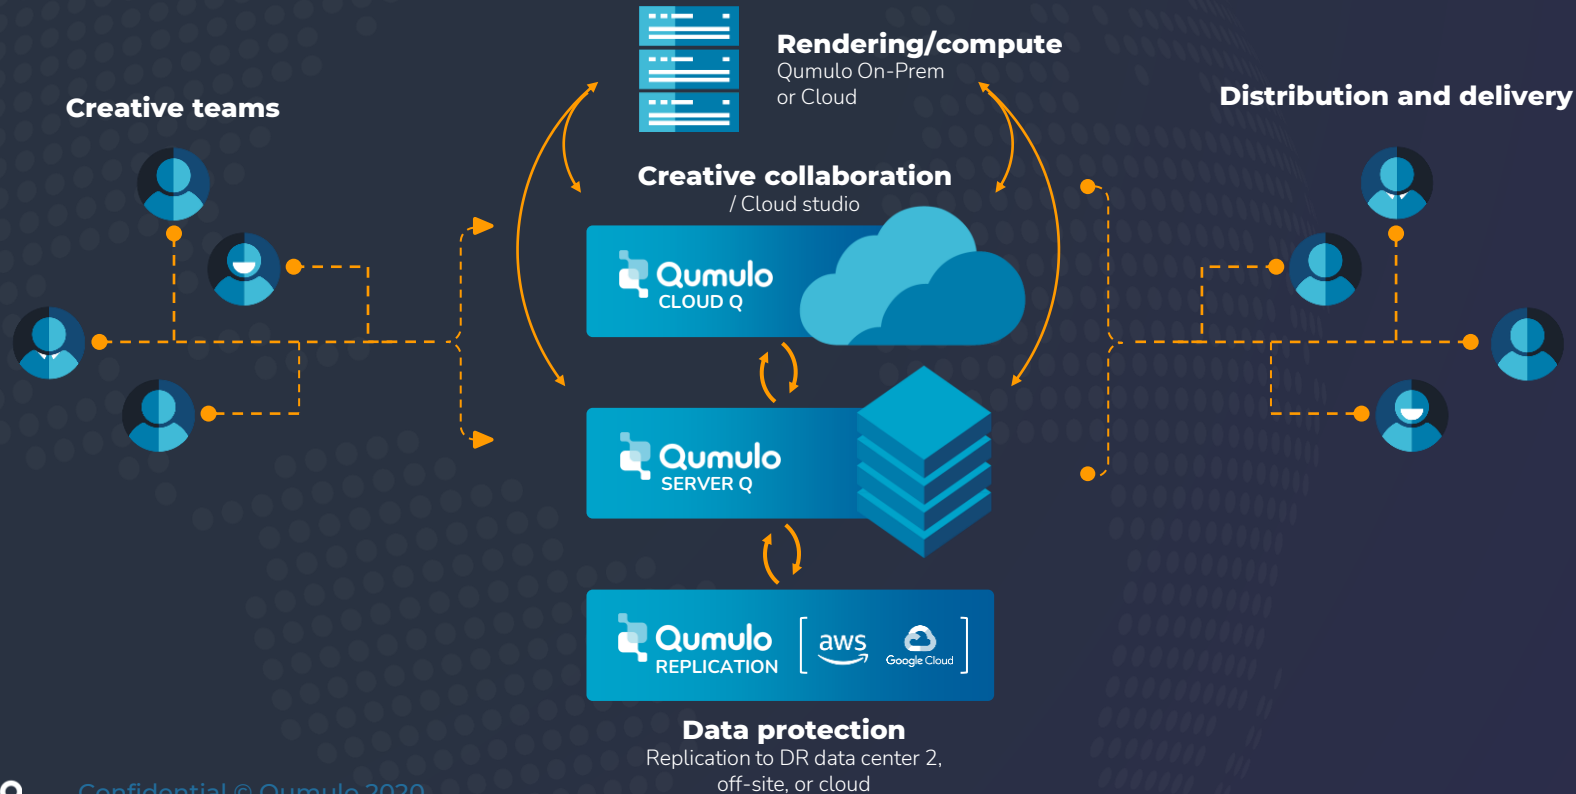 Rendering/compute
Qumulo On-Prem
or Cloud
Creative teams
Distribution and delivery
Creative collaboration
/ Cloud studio
Qumulo
CLOUD Q
Qumulo
SERVER Q
Qumulo
REPLICATION
aws
Google Cloud
Data protection
Replication to DR data center 2,
off-site, or cloud
Confidential © Qumulo 2020